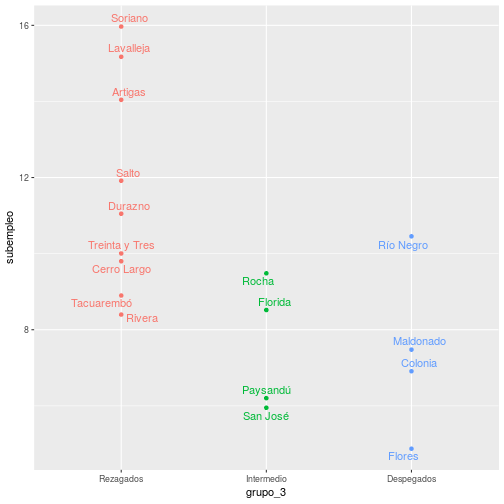 16
12
8
subempleo
Soriano
Lavalleja
Artigas
Salto
Durazno
Treinta y Tres
Cerro Largo
Tacuarembó
Rivera
Rocha
Florida
Paysandú
San José
Río Negro
Maldonado
Colonia
Flores
Rezagados
Intermedio
Despegados
grupo_3